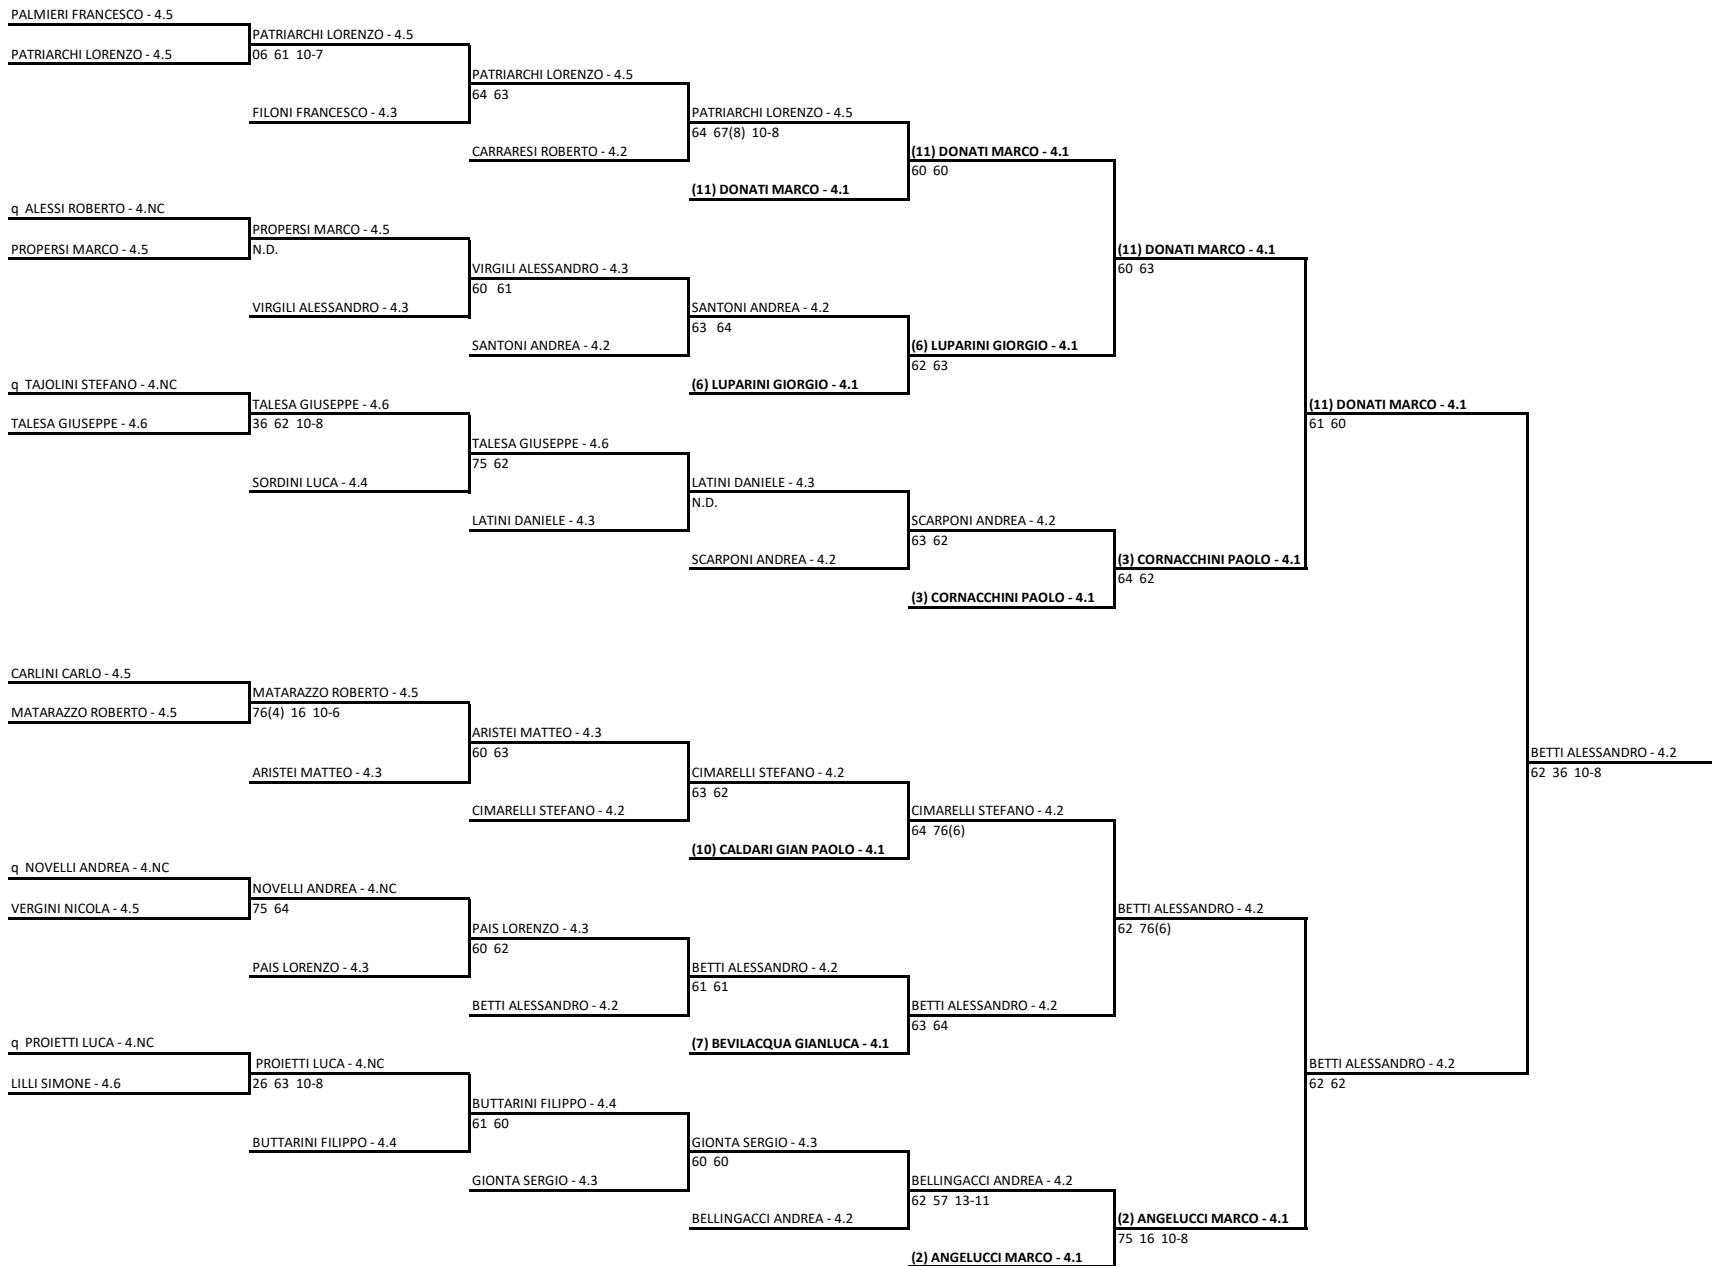 PALMIERI FRANCESCO - 4.5
PATRIARCHI LORENZO - 4.5
PATRIARCHI LORENZO - 4.5
06 61 10-7
PATRIARCHI LORENZO - 4.5
64 63
FILONI FRANCESCO - 4.3
PATRIARCHI LORENZO - 4.5
64 67(8) 10-8
CARRARESI ROBERTO - 4.2
(11) DONATI MARCO - 4.1
60 60
(11) DONATI MARCO - 4.1
q ALESSI ROBERTO - 4.NC
PROPERSI MARCO - 4.5
PROPERSI MARCO - 4.5
N.D.
(11) DONATI MARCO - 4.1
60 63
VIRGILI ALESSANDRO - 4.3
60 61
VIRGILI ALESSANDRO - 4.3
SANTONI ANDREA - 4.2
63 64
SANTONI ANDREA - 4.2
(6) LUPARINI GIORGIO - 4.1
62 63
(6) LUPARINI GIORGIO - 4.1
q TAJOLINI STEFANO - 4.NC
TALESA GIUSEPPE - 4.6
(11) DONATI MARCO - 4.1
TALESA GIUSEPPE - 4.6
36 62 10-8
61 60
TALESA GIUSEPPE - 4.6
75 62
SORDINI LUCA - 4.4
LATINI DANIELE - 4.3
N.D.
LATINI DANIELE - 4.3
SCARPONI ANDREA - 4.2
63 62
SCARPONI ANDREA - 4.2
(3) CORNACCHINI PAOLO - 4.1
64 62
(3) CORNACCHINI PAOLO - 4.1
CARLINI CARLO - 4.5
MATARAZZO ROBERTO - 4.5
MATARAZZO ROBERTO - 4.5
76(4) 16 10-6
ARISTEI MATTEO - 4.3
60 63
BETTI ALESSANDRO - 4.2
62 36 10-8
ARISTEI MATTEO - 4.3
CIMARELLI STEFANO - 4.2
63 62
CIMARELLI STEFANO - 4.2
CIMARELLI STEFANO - 4.2
64 76(6)
(10) CALDARI GIAN PAOLO - 4.1
q NOVELLI ANDREA - 4.NC
NOVELLI ANDREA - 4.NC
VERGINI NICOLA - 4.5
75 64
BETTI ALESSANDRO - 4.2
62 76(6)
PAIS LORENZO - 4.3
60 62
PAIS LORENZO - 4.3
BETTI ALESSANDRO - 4.2
61 61
BETTI ALESSANDRO - 4.2
BETTI ALESSANDRO - 4.2
63 64
(7) BEVILACQUA GIANLUCA - 4.1
q PROIETTI LUCA - 4.NC
PROIETTI LUCA - 4.NC
BETTI ALESSANDRO - 4.2
LILLI SIMONE - 4.6
26 63 10-8
62 62
BUTTARINI FILIPPO - 4.4
61 60
BUTTARINI FILIPPO - 4.4
GIONTA SERGIO - 4.3
60 60
GIONTA SERGIO - 4.3
BELLINGACCI ANDREA - 4.2
62 57 13-11
BELLINGACCI ANDREA - 4.2
(2) ANGELUCCI MARCO - 4.1
75 16 10-8
(2) ANGELUCCI MARCO - 4.1